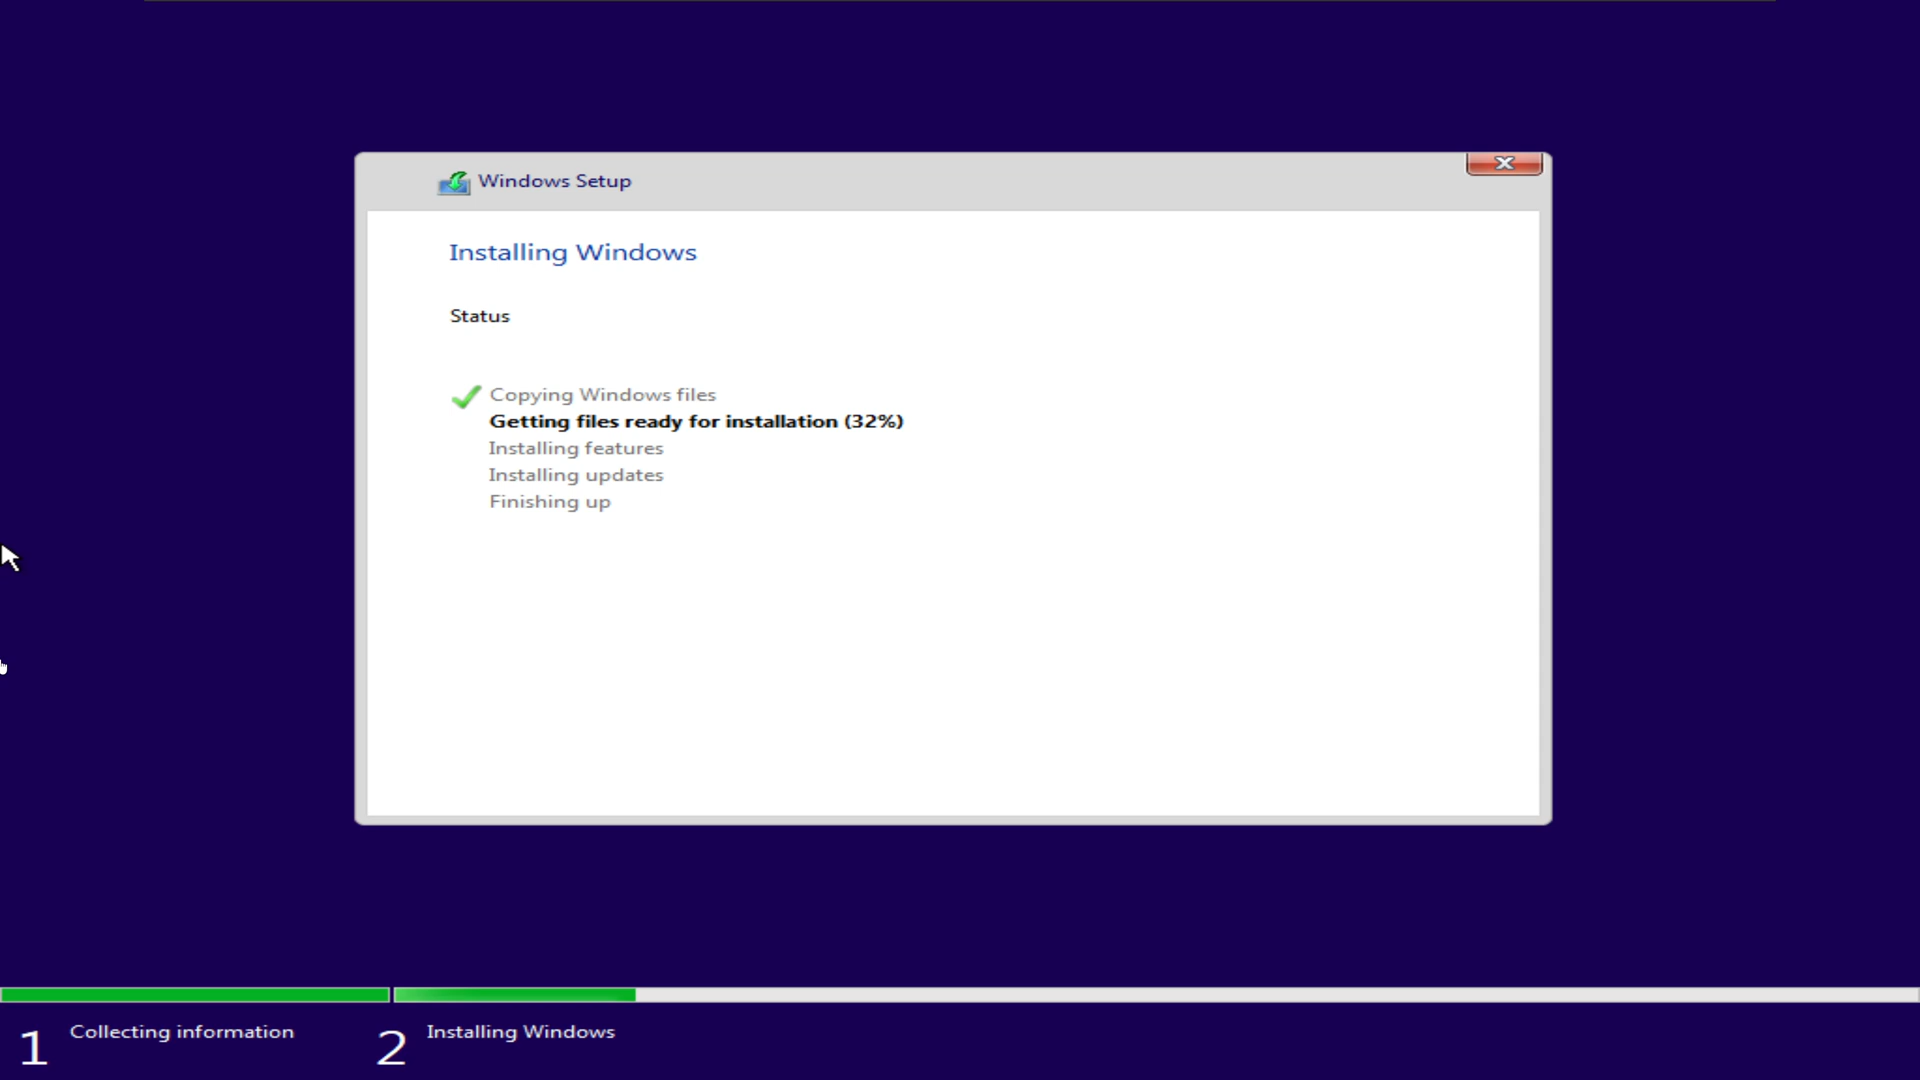 Windows Setup
Installing Windows
Status
Copying Windows files
Getting files ready for installation (32%)
Installing features
Installing updates
Finishing up
1 Collecting information
2 Installing Windows